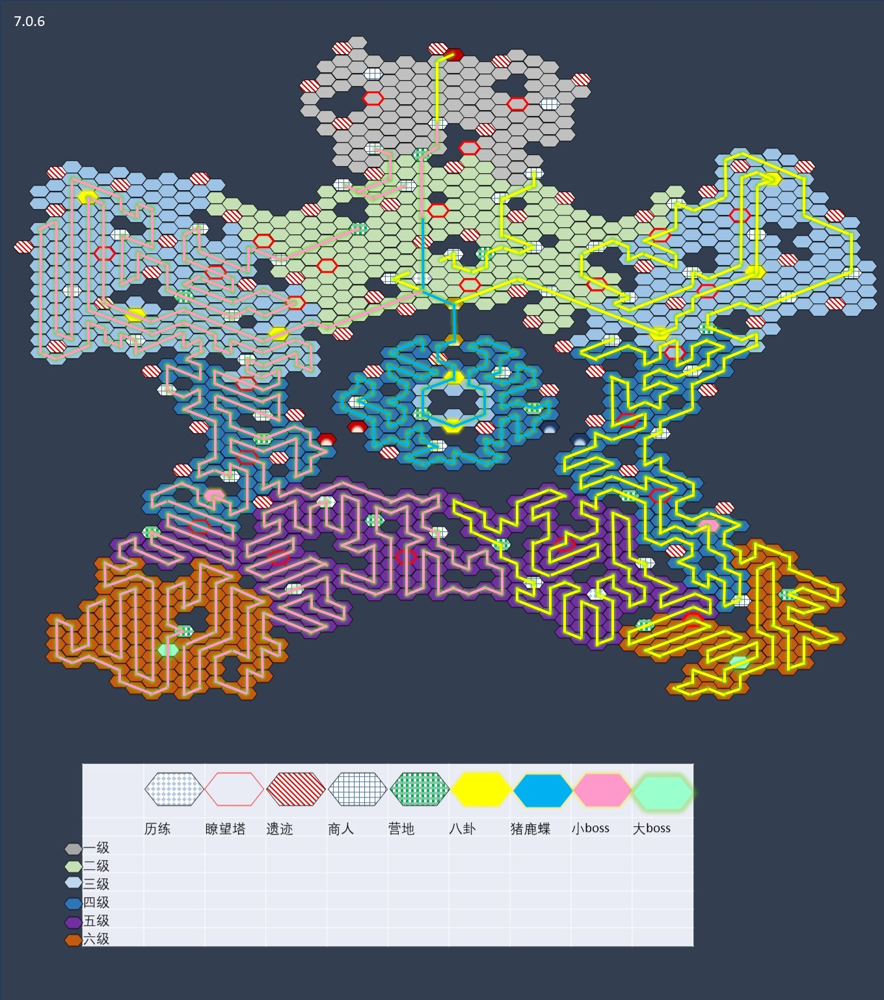 7.0.6
历练 瞭望塔 遗迹 商人 营地 八卦 猪鹿蝶 小boss 大boss
一级
二级
三级
四级
五级
六级